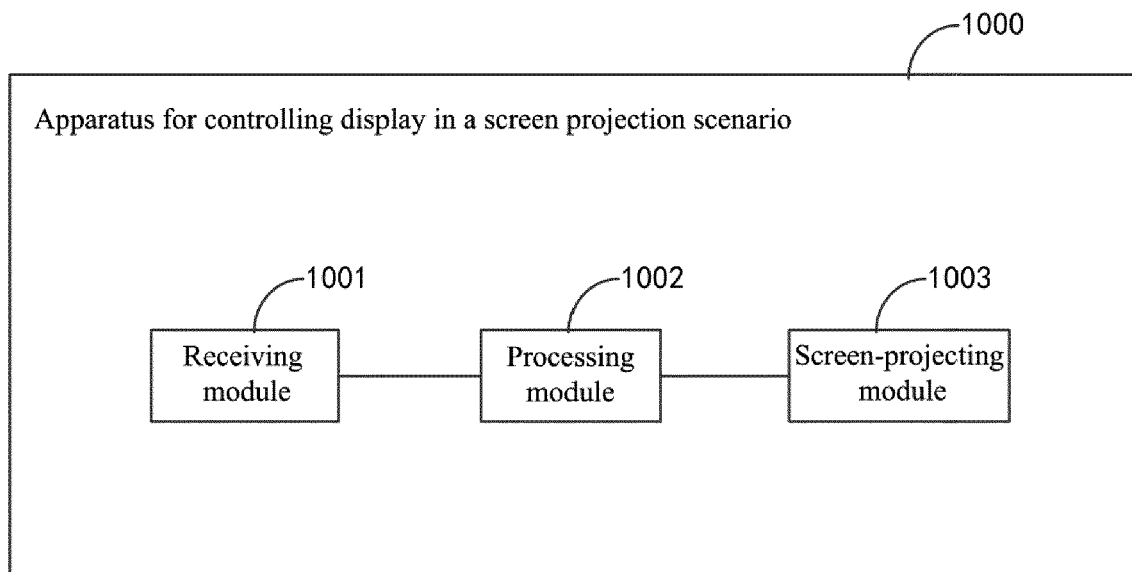 1000
Apparatus for controlling display in a screen projection scenario
1001
1002
1003
Receiving
module
Processing
module
Screen-projecting
module